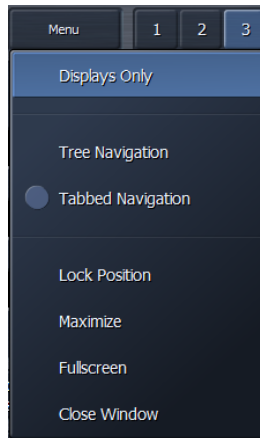 Menu 1 2 3
Displays Only
Tree Navigation
Tabbed Navigation
Lock Position
Maximize
Fullscreen
Close Window